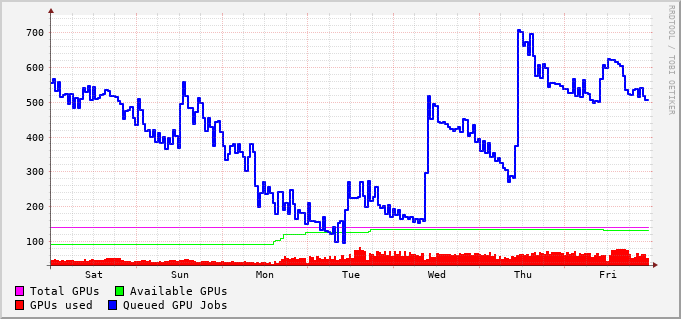 700
600
500
400
300
200
100
Sat Sun Mon Tue Wed Thu Fri
Total GPUs Available GPUs
GPUs used Queued GPU Jobs
RRDTOOL / TOBI OETIKER